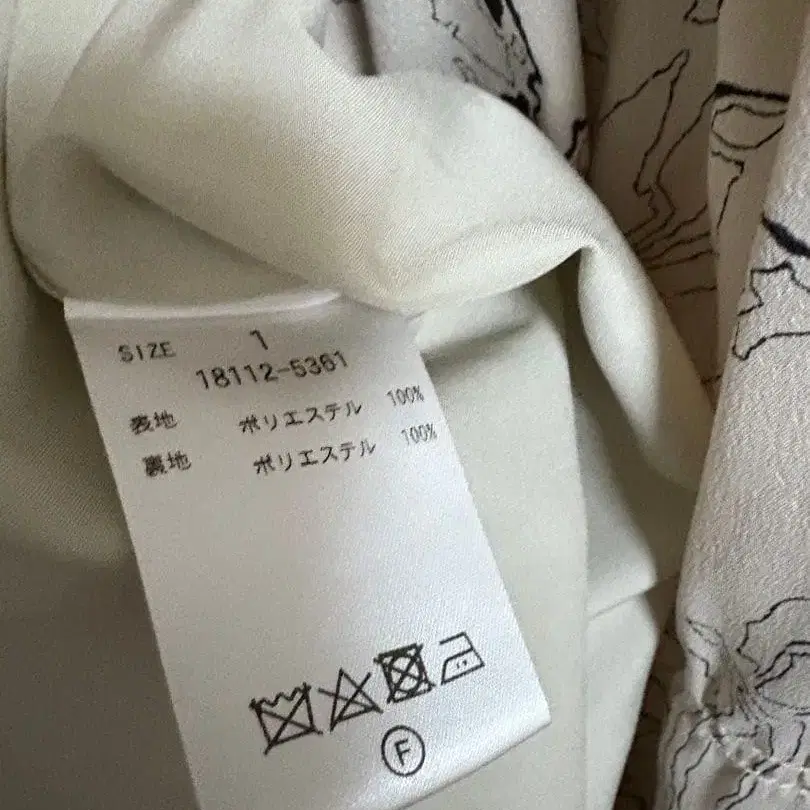 SIZE 1
18112-5361
表地 ポリエステル 100%
裏地 ポリエステル 100%
F